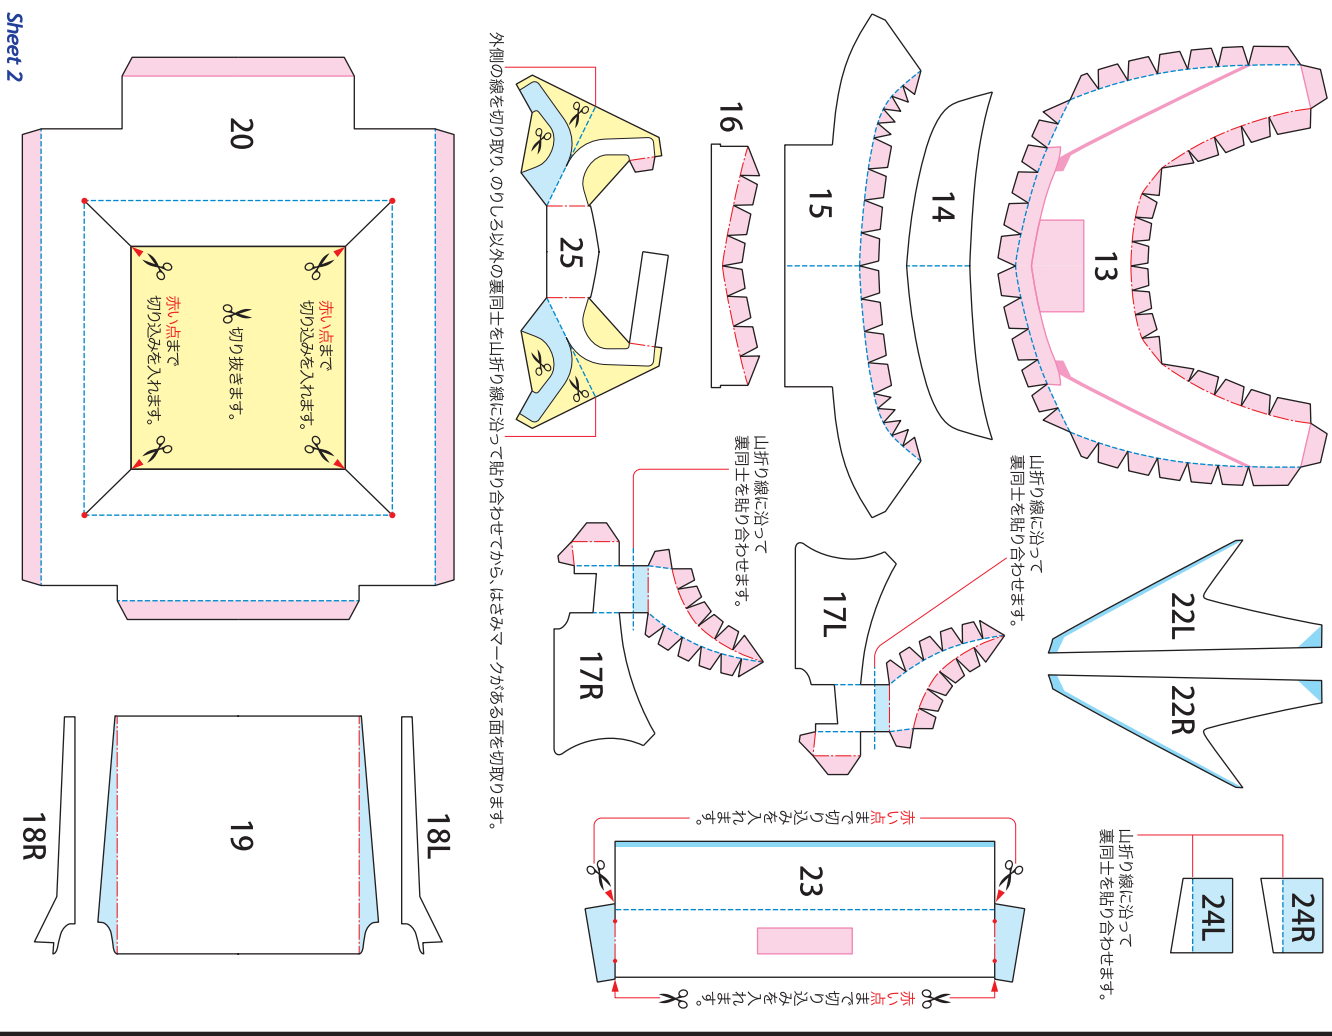 Sheet 2
13
14
15
16
外側の線を切り取り、のりしろ以外の裏同士を山折り線に沿って貼り合わせてから、はさみマークがある面を切取ります。
25
20
赤い点まで
切り込みを入れます。
切り抜きます。
赤い点まで
切り込みを入れます。
山折り線に沿って
裏同士を貼り合わせます。
17L
山折り線に沿って
裏同士を貼り合わせます。
17R
22L
22R
18L
19
18R
赤い点まで切り込みを入れます。
23
赤い点まで切り込みを入れます。
山折り線に沿って
裏同士を貼り合わせます。
24R
24L